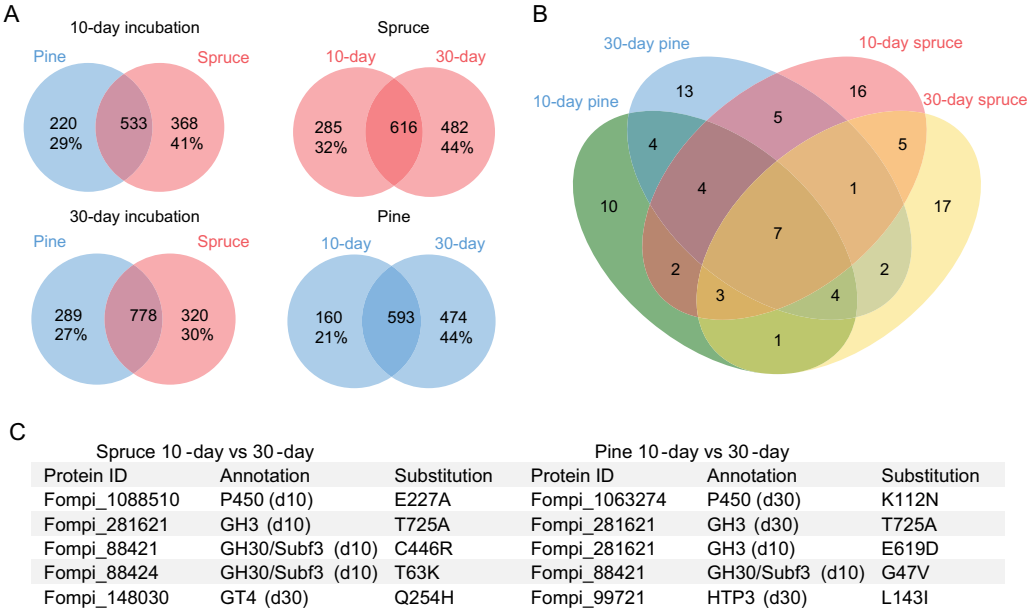 A
10-day incubation
Pine
Spruce
220
29%
533
368
41%
Spruce
10-day
30-day
285
32%
616
482
44%
30-day incubation
Pine
Spruce
289
27%
778
320
30%
Pine
10-day
30-day
160
21%
593
474
44%
B
30-day pine
10-day spruce
10-day pine
30-day spruce
13
16
5
4
5
4
1
10
17
7
2
2
3
4
1
C
Spruce 10-day vs 30-day Pine 10-day vs 30-day
Protein ID Annotation Substitution Protein ID Annotation Substitution
Fompi_1088510 P450 (d10) E227A Fompi_1063274 P450 (d30) K112N
Fompi_281621 GH3 (d10) T725A Fompi_281621 GH3 (d30) T725A
Fompi_88421 GH30/Subf3 (d10) C446R Fompi_281621 GH3 (d10) E619D
Fompi_88424 GH30/Subf3 (d10) T63K Fompi_88421 GH30/Subf3 (d10) G47V
Fompi_148030 GT4 (d30) Q254H Fompi_99721 HTP3 (d30) L143I